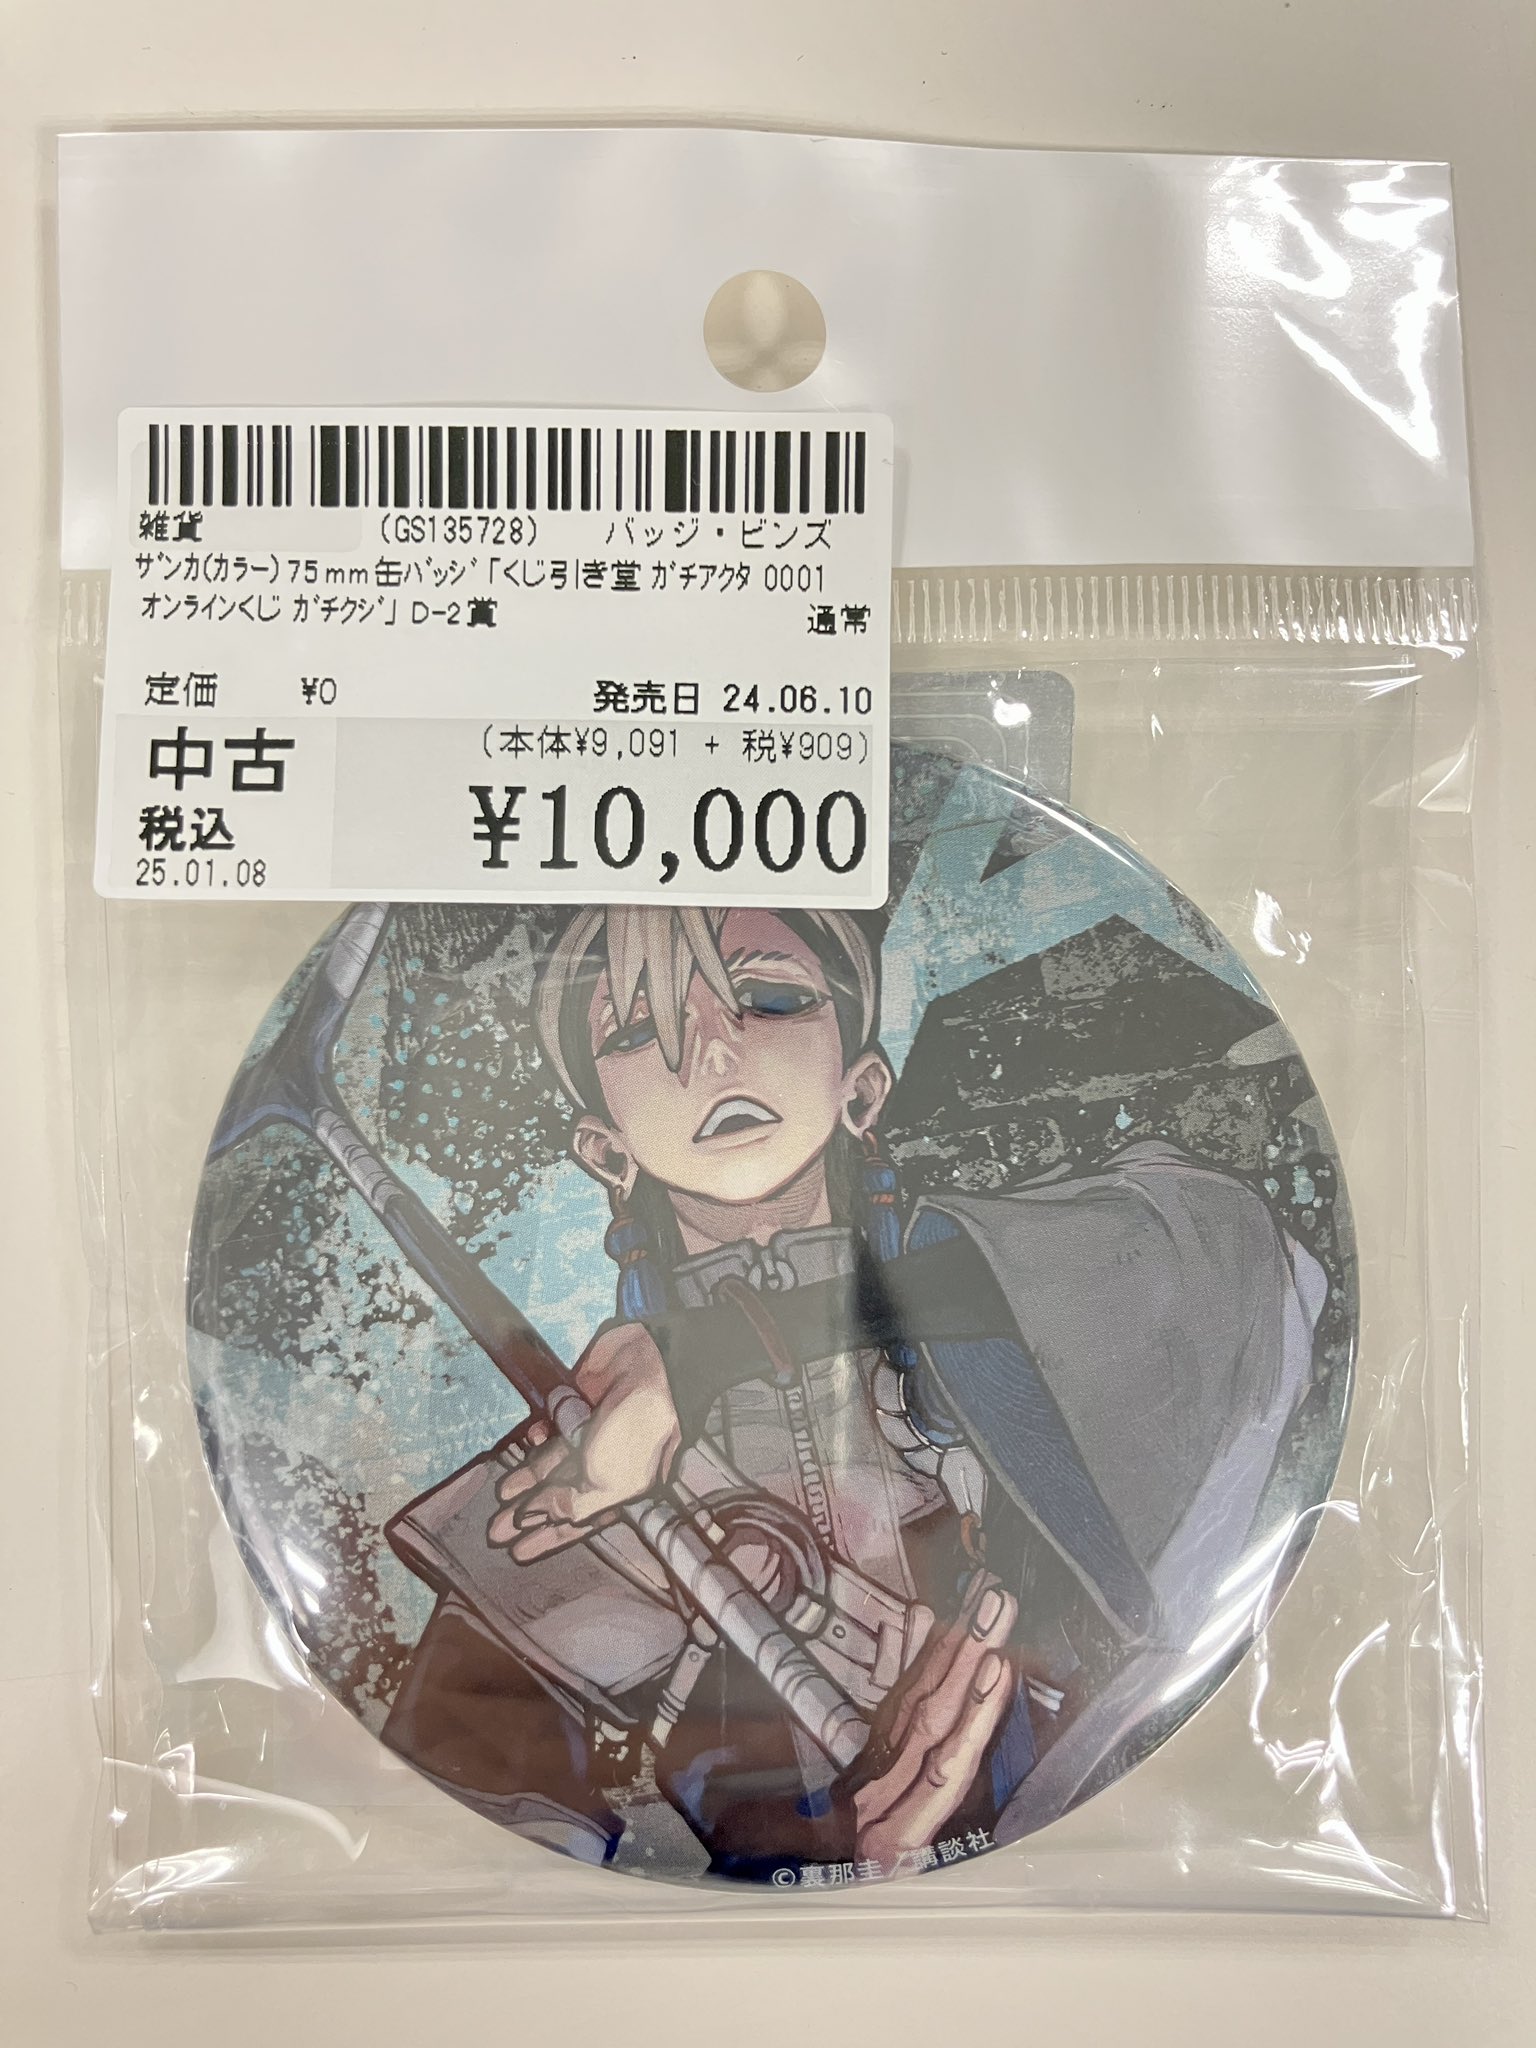 雑貨 (GS135728) バッジ・ピンズ
ザンカ(カラー) 75mm缶バッジ 「くじ引き堂 ガチアクタ 0001
オンラインくじ ガチクジ」 D-2賞 通常
定価 ¥0 発売日 24.06.10
中古 (本体¥9,091 + 税¥909)
税込 ¥10,000
25.01.08
©裏那圭／講談社